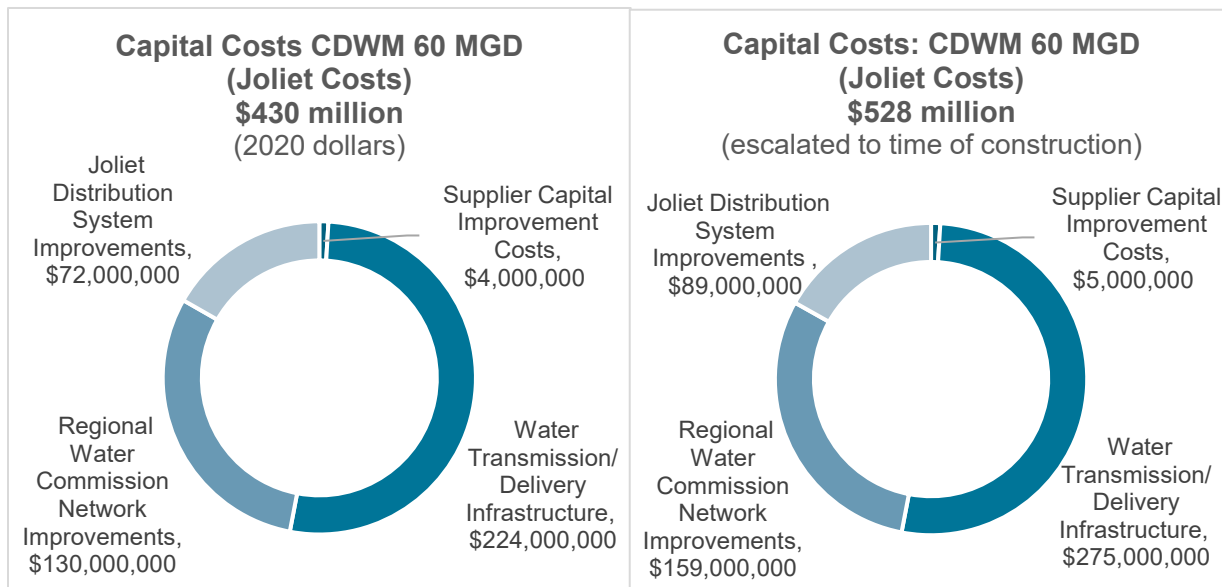 Capital Costs CDWM 60 MGD
(Joliet Costs)
$430 million
(2020 dollars)
Joliet
Distribution
System
Improvements,
$72,000,000
Supplier Capital
Improvement
Costs,
$4,000,000
Regional
Water
Commission
Network
Improvements,
$130,000,000
Water
Transmission/
Delivery
Infrastructure,
$224,000,000
Capital Costs: CDWM 60 MGD
(Joliet Costs)
$528 million
(escalated to time of construction)
Joliet Distribution
System
Improvements ,
$89,000,000
Supplier Capital
Improvement
Costs,
$5,000,000
Regional
Water
Commission
Network
Improvements,
$159,000,000
Water
Transmission/
Delivery
Infrastructure,
$275,000,000